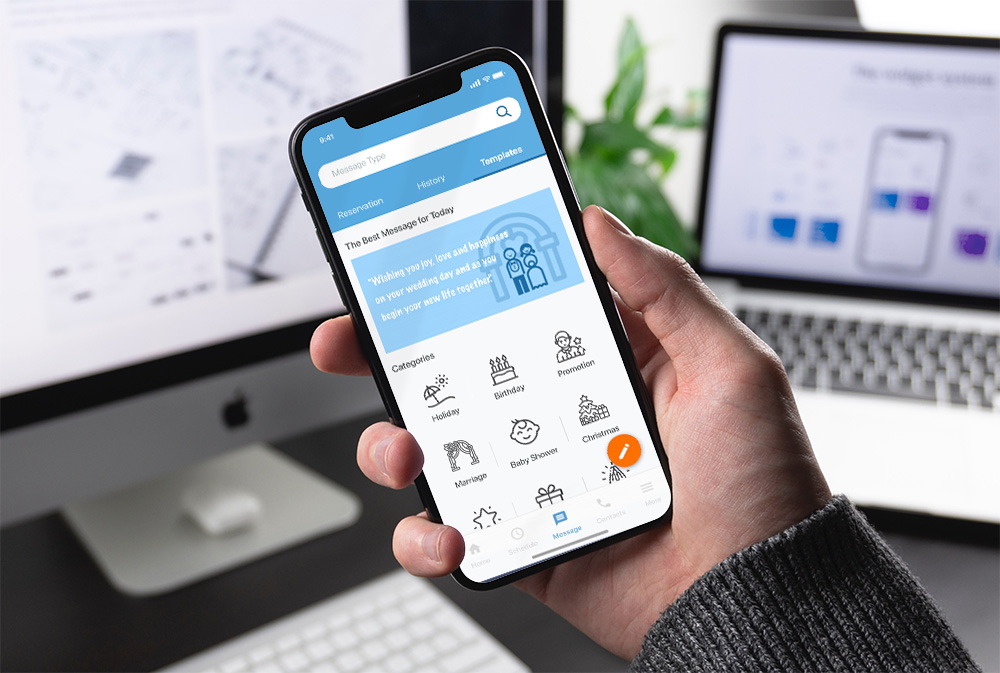 9:41
Message Type
Reservation
History
Templates
The Best Message for Today
"Wishing you joy, love and happiness
on your wedding day and as you
begin your new life together."
Categories
Holiday
Birthday
Promotion
Marriage
Baby Shower
Christmas
Home
Schedule
Message
Contacts
More